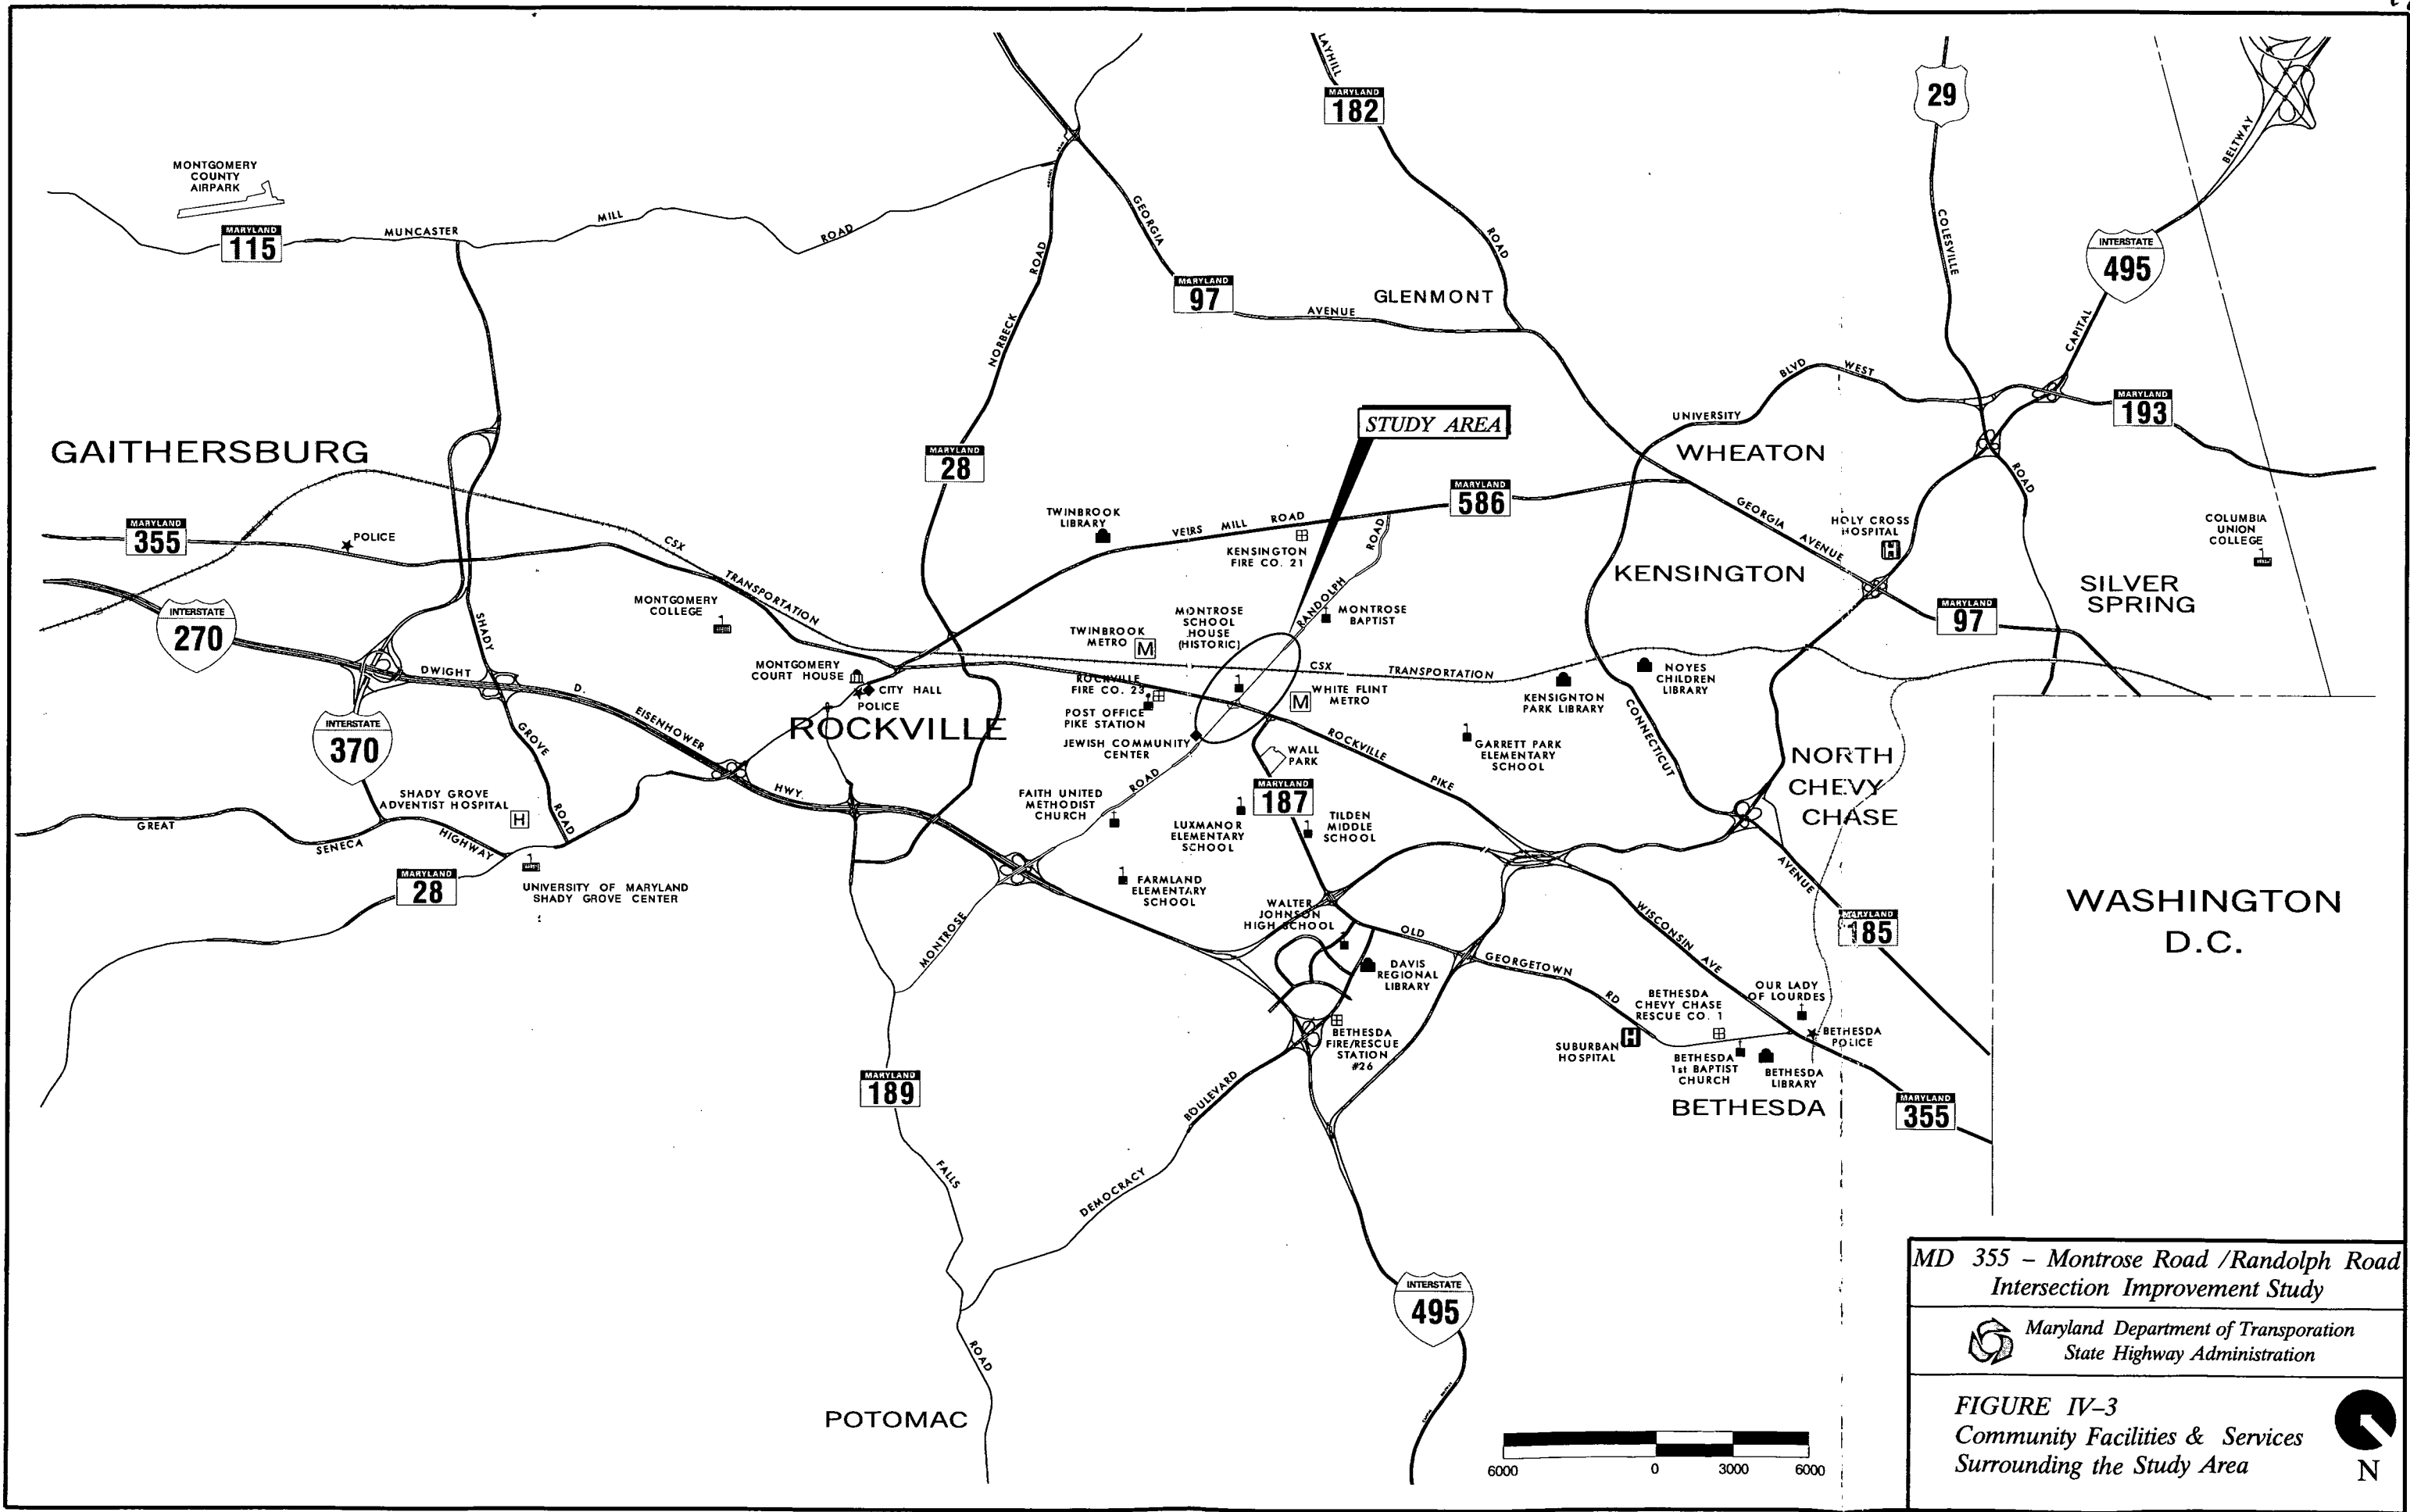 LAYHILL
MARYLAND
182
29
BELTWAY
MONTGOMERY
COUNTY
AIRPARK
MARYLAND
115
MUNCASTER
MILL
ROAD
ROAD
GEORGIA
ROAD
COLESVILLE
INTERSTATE
495
MARYLAND
97
AVENUE
GLENMONT
NORBECK
CAPITAL
BLVD
WEST
UNIVERSITY
MARYLAND
193
STUDY AREA
GAITHERSBURG
MARYLAND
28
WHEATON
ROAD
MARYLAND
586
GEORGIA
AVENUE
MARYLAND
355
POLICE
CSX
TRANSPORTATION
TWINBROOK
LIBRARY
VEIRS MILL ROAD
KENSINGTON
FIRE CO. 21
ROAD
RANDOLPH
HOLY CROSS
HOSPITAL
H
COLUMBIA
UNION
COLLEGE
KENSINGTON
SILVER
SPRING
INTERSTATE
270
SHADY
MONTGOMERY
COLLEGE
TWINBROOK
METRO
M
MONTROSE
SCHOOL
HOUSE
(HISTORIC)
MONTROSE
BAPTIST
MARYLAND
97
DWIGHT
D.
EISENHOWER
HWY.
MONTGOMERY
COURT HOUSE
CITY HALL
POLICE
ROCKVILLE
ROCKVILLE
FIRE CO. 23
POST OFFICE
PIKE STATION
JEWISH COMMUNITY
CENTER
CSX
TRANSPORTATION
M
WHITE FLINT
METRO
KENSIGNTON
PARK LIBRARY
NOYES
CHILDREN
LIBRARY
INTERSTATE
370
GROVE
ROAD
WALL
PARK
ROCKVILLE
PIKE
GARRETT PARK
ELEMENTARY
SCHOOL
CONNECTICUT
NORTH
CHEVY
CHASE
SHADY GROVE
ADVENTIST HOSPITAL
H
GREAT
SENECA
HIGHWAY
FAITH UNITED
METHODIST
CHURCH
ROAD
MARYLAND
187
LUXMANOR
ELEMENTARY
SCHOOL
TILDEN
MIDDLE
SCHOOL
AVENUE
MARYLAND
28
UNIVERSITY OF MARYLAND
SHADY GROVE CENTER
FARMLAND
ELEMENTARY
SCHOOL
WALTER
JOHNSON
HIGH SCHOOL
MONTROSE
OLD
GEORGETOWN
RD
WISCONSIN
AVE
MARYLAND
185
WASHINGTON
D.C.
DAVIS
REGIONAL
LIBRARY
BETHESDA
CHEVY CHASE
RESCUE CO. 1
OUR LADY
OF LOURDES
BETHESDA
FIRE/RESCUE
STATION
#26
SUBURBAN
HOSPITAL
H
BETHESDA
1st BAPTIST
CHURCH
BETHESDA
LIBRARY
BETHESDA
POLICE
BETHESDA
MARYLAND
189
BOULEVARD
DEMOCRACY
MARYLAND
355
FALLS
ROAD
INTERSTATE
495
POTOMAC
6000 0 3000 6000
MD 355 – Montrose Road /Randolph Road
Intersection Improvement Study
Maryland Department of Transporation
State Highway Administration
FIGURE IV–3
Community Facilities & Services
Surrounding the Study Area
N